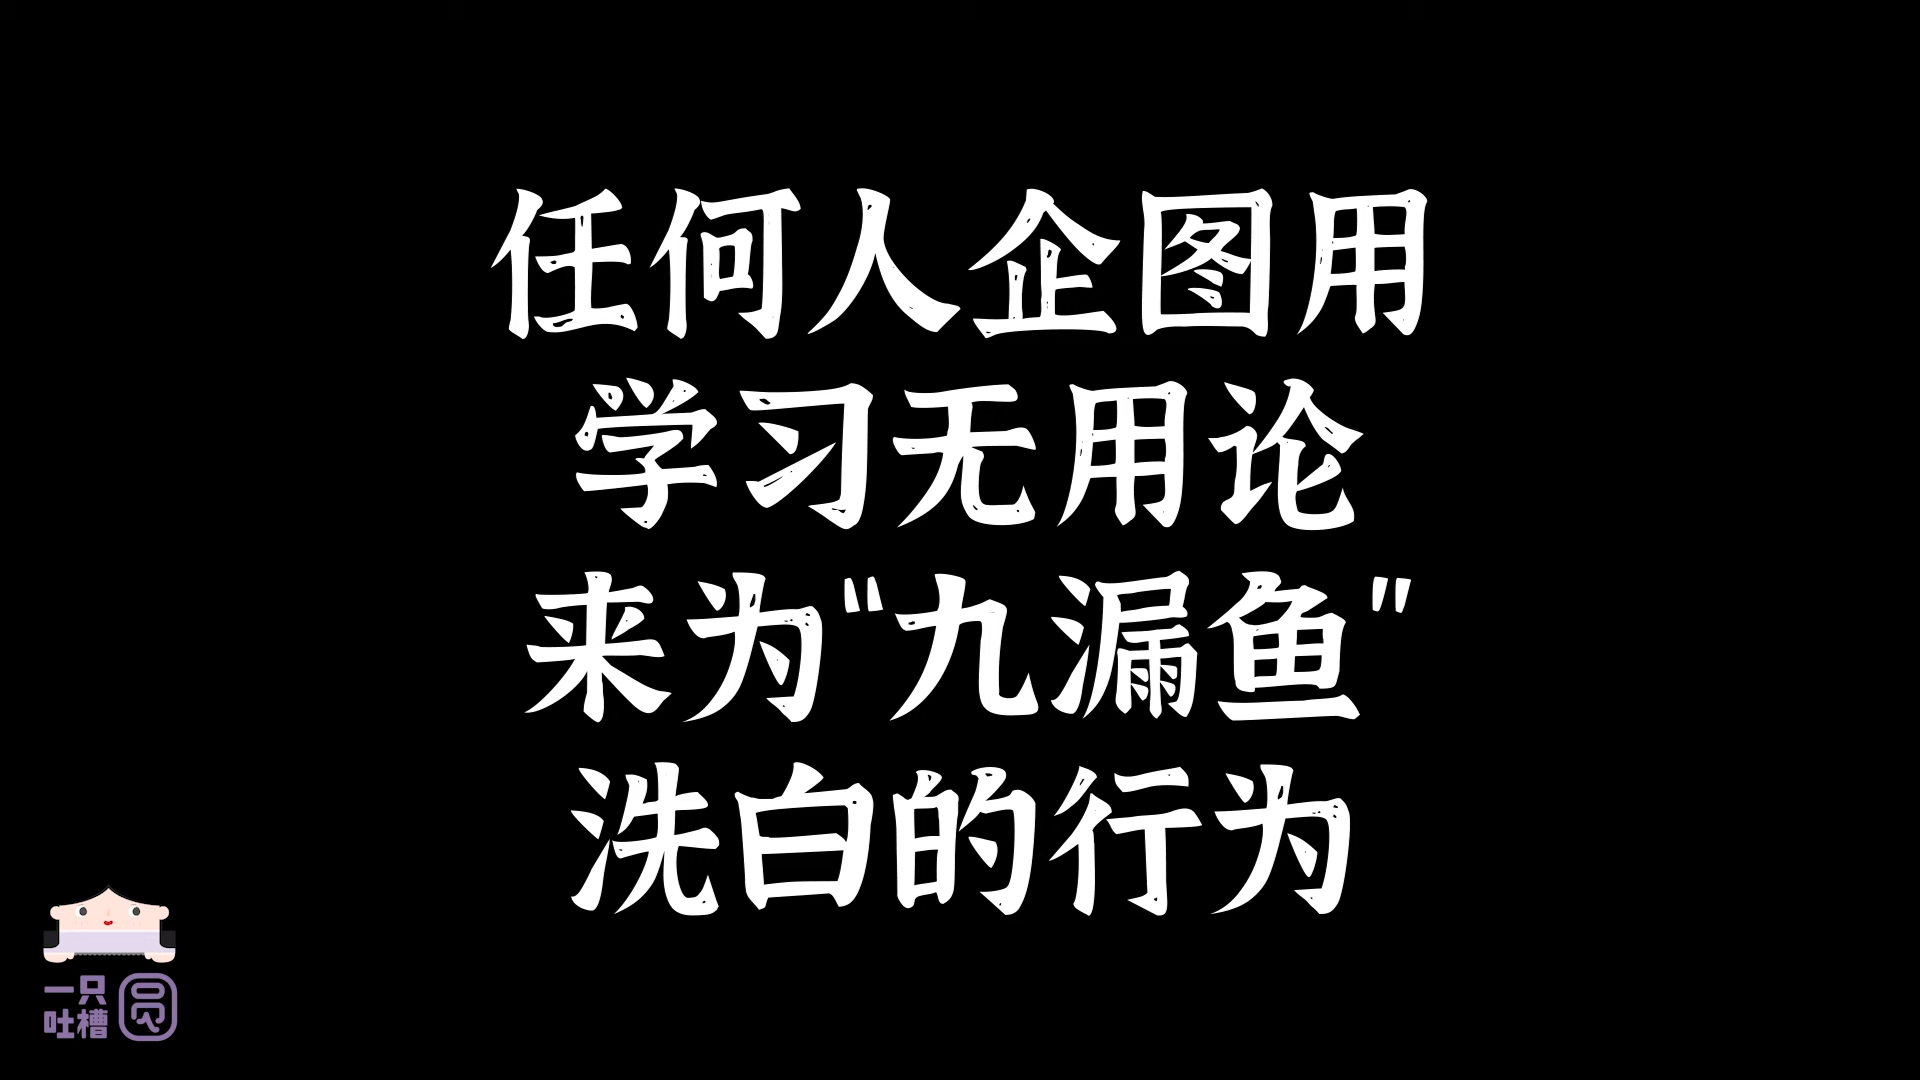 任何人企图用
学习无用论
来为“九漏鱼”
洗白的行为
一只
吐槽
圆